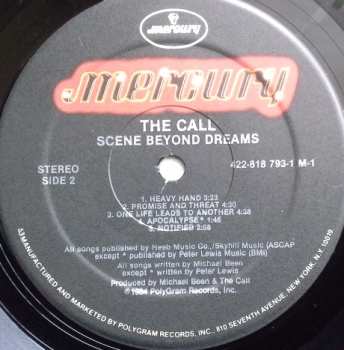 mercury
mercury
THE CALL
SCENE BEYOND DREAMS
STEREO
SIDE 2
422-818 793-1 M-1
1. HEAVY HAND 3:23
2. PROMISE AND THREAT 4:30
3. ONE LIFE LEADS TO ANOTHER 4:38
4. APOCALYPSE* 4:15
5. NOTIFIED 2:58
All songs published by Neeb Music Co./Skyhill Music (ASCAP
except * published by Peter Lewis Music (BMI)
All songs written by Michael Been
except * written by Peter Lewis
Produced by Michael Been & The Call
℗ 1984 PolyGram Records, Inc.
MANUFACTURED AND MARKETED BY POLYGRAM RECORDS, INC., 810 SEVENTH AVENUE, NEW YORK, N.Y. 10019